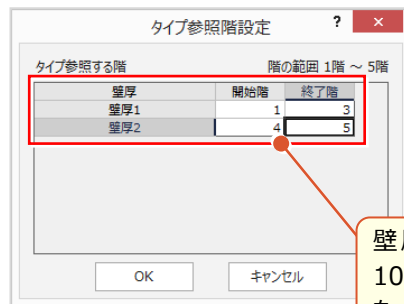 タイプ参照階設定 ? ×
タイプ参照する階 階の範囲 1階 ～ 5階
壁厚 開始階 終了階
壁厚1 1 3
壁厚2 4 5
OK キャンセル
壁
10